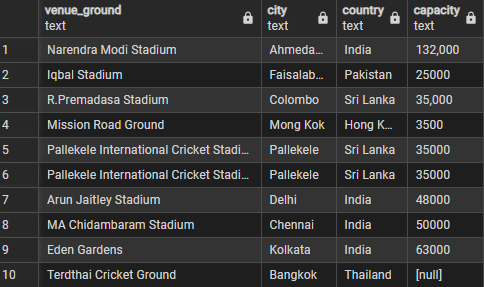 venue_ground city country capacity
text text text text
1 Narendra Modi Stadium Ahmeda... India 132,000
2 Iqbal Stadium Faisalab... Pakistan 25000
3 R.Premadasa Stadium Colombo Sri Lanka 35,000
4 Mission Road Ground Mong Kok Hong K... 3500
5 Pallekele International Cricket Stadi... Pallekele Sri Lanka 35000
6 Pallekele International Cricket Stadi... Pallekele Sri Lanka 35000
7 Arun Jaitley Stadium Delhi India 48000
8 MA Chidambaram Stadium Chennai India 50000
9 Eden Gardens Kolkata India 63000
10 Terdthai Cricket Ground Bangkok Thailand [null]